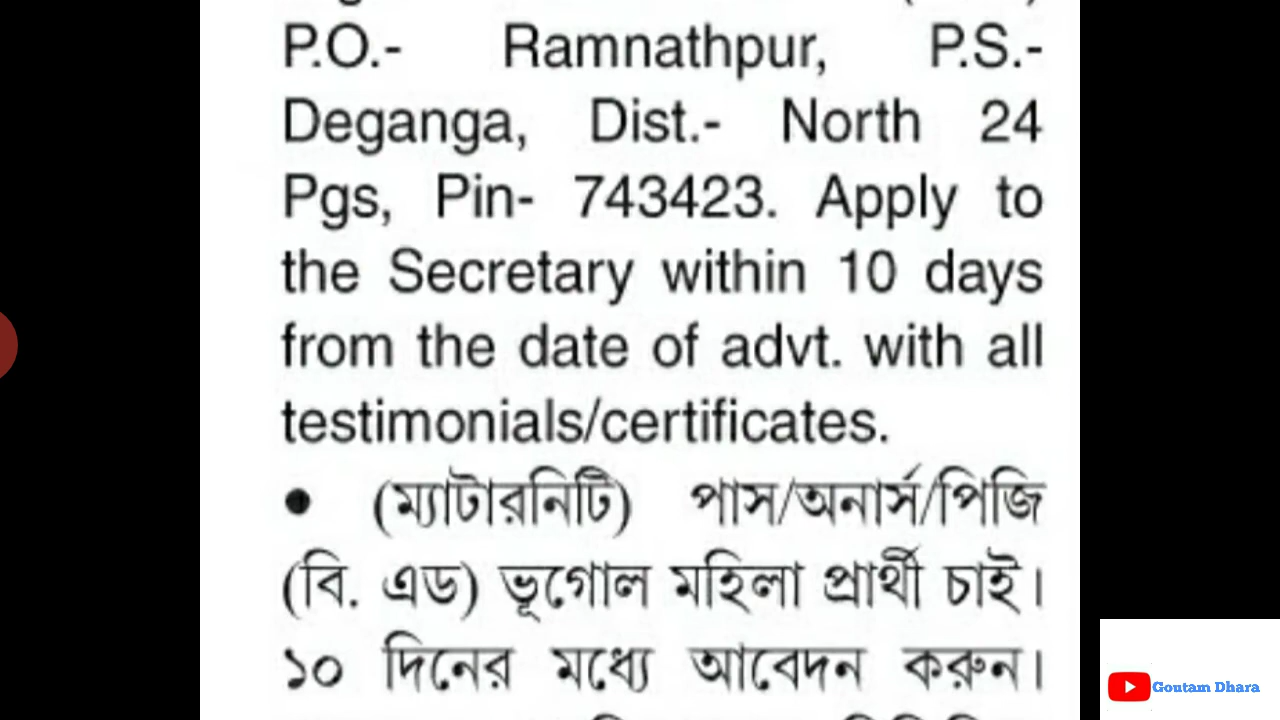 P.O.- Ramnathpur, P.S.-
Deganga, Dist.- North 24
Pgs, Pin- 743423. Apply to
the Secretary within 10 days
from the date of advt. with all
testimonials/certificates.
● (ম্যাটারনিটি) পাস/অনার্স/পিজি
(বি. এড) ভূগোল মহিলা প্রার্থী চাই।
১০ দিনের মধ্যে আবেদন করুন।
Goutam Dhara